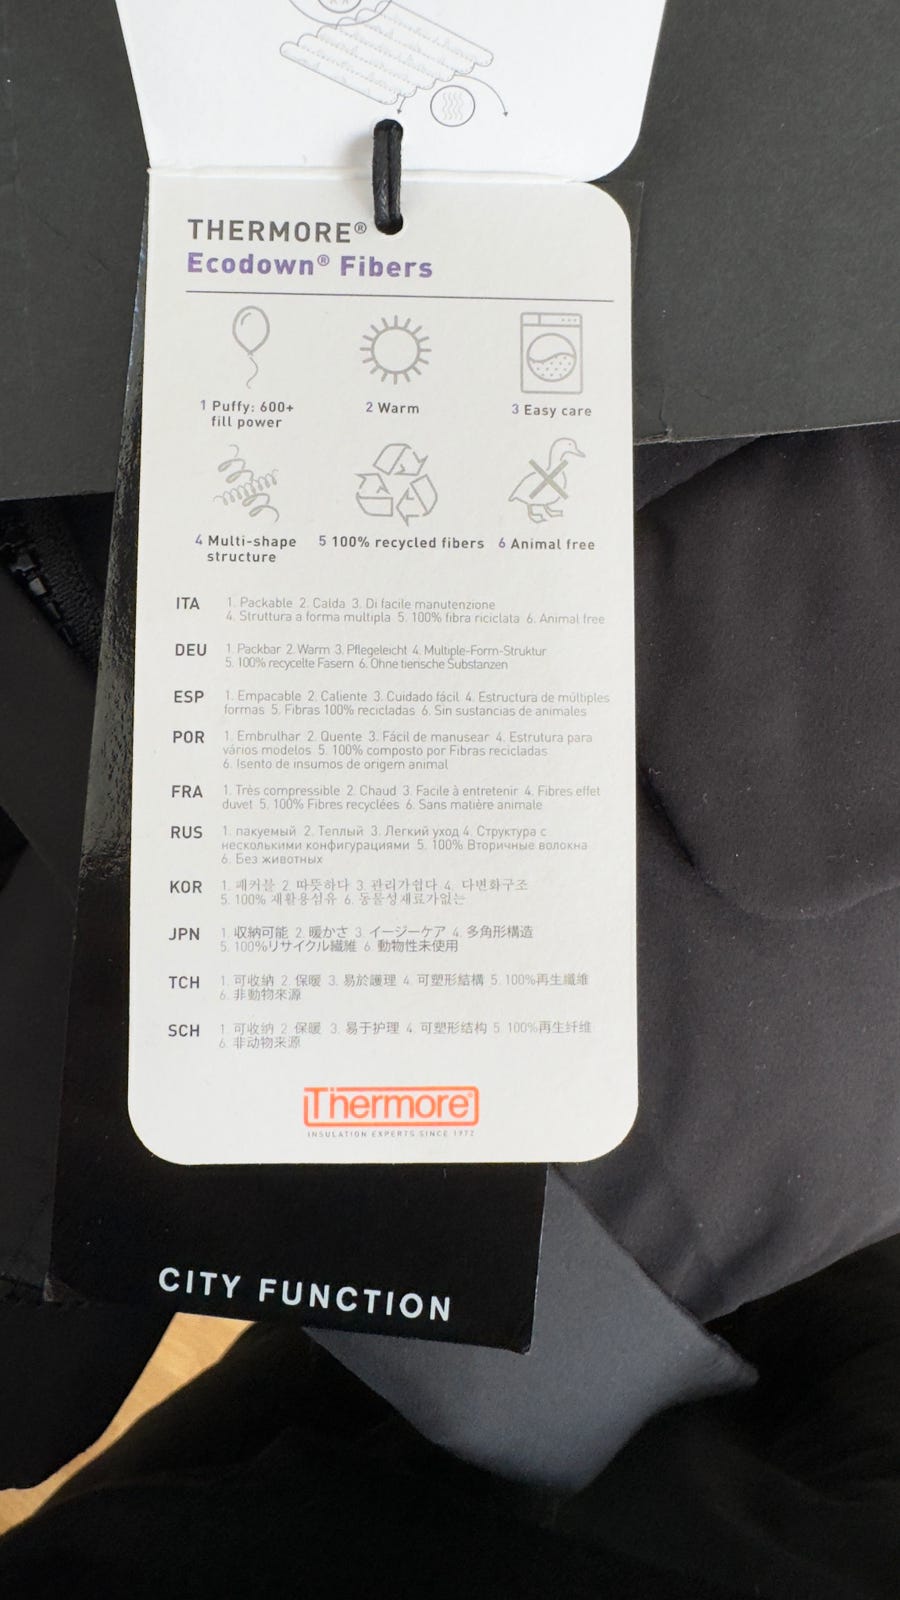 THERMORE®
Ecodown® Fibers
1 Puffy: 600+
fill power
2 Warm
3 Easy care
4 Multi-shape
structure
5 100% recycled fibers
6 Animal free
ITA
1. Packable 2. Calda 3. Di facile manutenzione
4. Struttura a forma multipla 5. 100% fibra riciclata 6. Animal free
DEU
1. Packbar 2. Warm 3. Pflegeleicht 4. Multiple-Form-Struktur
5. 100% recycelte Fasern 6. Ohne tierische Substanzen
ESP
1. Empacable 2. Caliente 3. Cuidado fácil 4. Estructura de múltiples
formas 5. Fibras 100% recicladas 6. Sin sustancias de animales
POR
1. Embrulhar 2. Quente 3. Fácil de manusear 4. Estrutura para
vários modelos 5. 100% composto por Fibras recicladas
6. Isento de insumos de origem animal
FRA
1. Très compressible 2. Chaud 3. Facile à entretenir 4. Fibres effet
duvet 5. 100% Fibres recyclées 6. Sans matière animale
RUS
1. пакуемый 2. Теплый 3. Легкий уход 4. Структура с
несколькими конфигурациями 5. 100% Вторичные волокна
6. Без животных
KOR
1. 패커블 2. 따뜻하다 3. 관리가쉽다 4. 다변화구조
5. 100% 재활용섬유 6. 동물성재료가없는
JPN
1. 収納可能 2. 暖かさ 3. イージーケア 4. 多角形構造
5. 100%リサイクル繊維 6. 動物性未使用
TCH
1. 可收納 2. 保暖 3. 易於護理 4. 可塑形結構 5. 100%再生纖維
6. 非動物來源
SCH
1. 可收纳 2. 保暖 3. 易于护理 4. 可塑形结构 5. 100%再生纤维
6. 非动物来源
Thermore®
INSULATION EXPERTS SINCE 1972
CITY FUNCTION